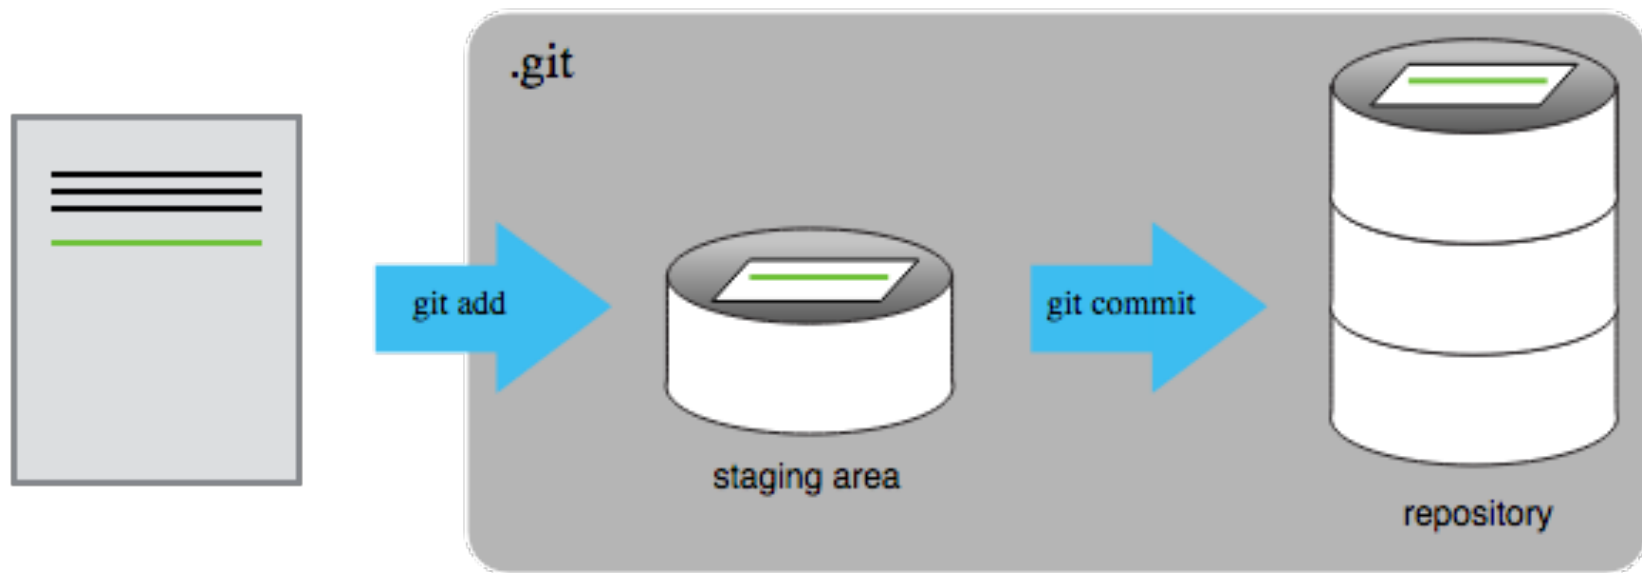 .git
git add
git commit
staging area
repository